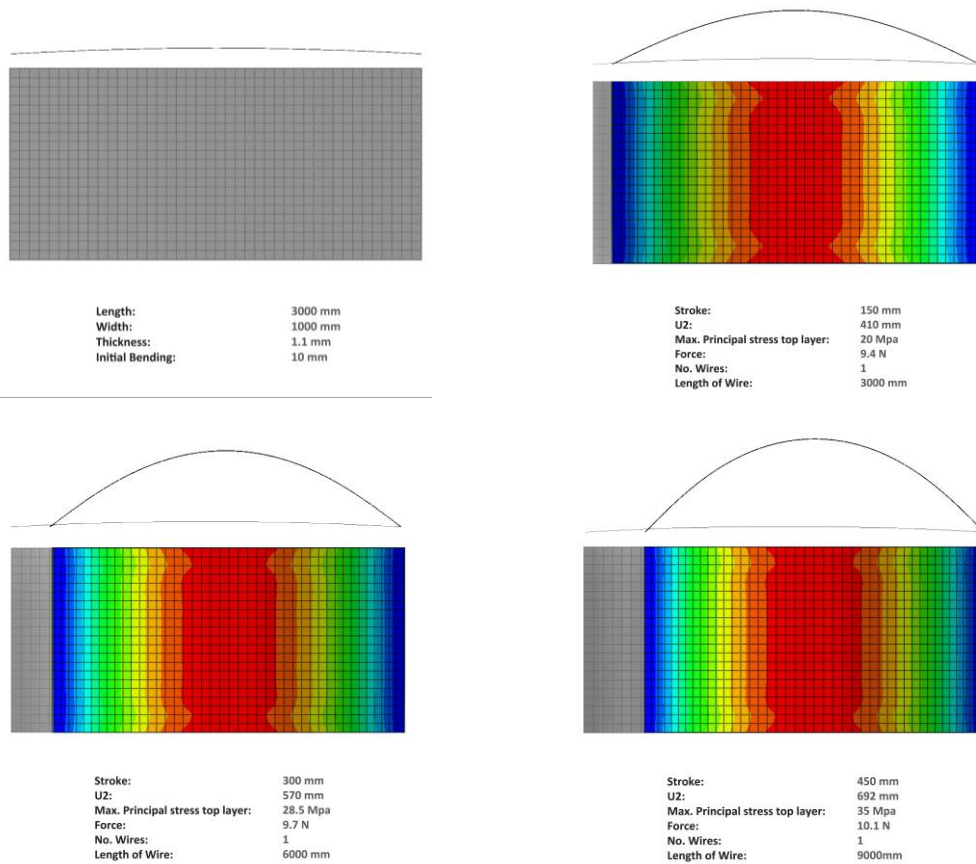 Length: 3000 mm
Width: 1000 mm
Thickness: 1.1 mm
Initial Bending: 10 mm
Stroke: 150 mm
U2: 410 mm
Max. Principal stress top layer: 20 Mpa
Force: 9.4 N
No. Wires: 1
Length of Wire: 3000 mm
Stroke: 300 mm
U2: 570 mm
Max. Principal stress top layer: 28.5 Mpa
Force: 9.7 N
No. Wires: 1
Length of Wire: 6000 mm
Stroke: 450 mm
U2: 692 mm
Max. Principal stress top layer: 35 Mpa
Force: 10.1 N
No. Wires: 1
Length of Wire: 9000mm